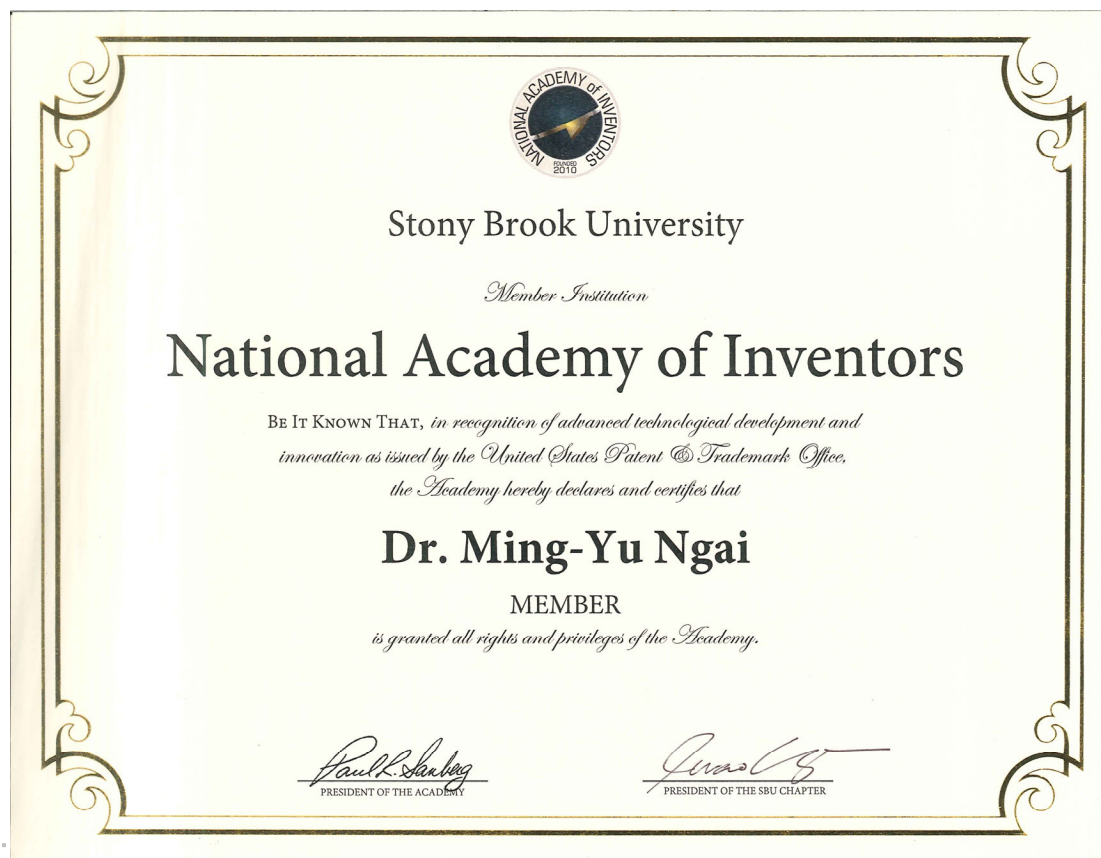 NATIONAL ACADEMY of INVENTORS
FOUNDED
2010
Stony Brook University
Member Institution
National Academy of Inventors
BE IT KNOWN THAT, in recognition of advanced technological development and
innovation as issued by the United States Patent & Trademark Office,
the Academy hereby declares and certifies that
Dr. Ming-Yu Ngai
MEMBER
is granted all rights and privileges of the Academy.
Paul R. Sanberg
PRESIDENT OF THE ACADEMY
PRESIDENT OF THE SBU CHAPTER